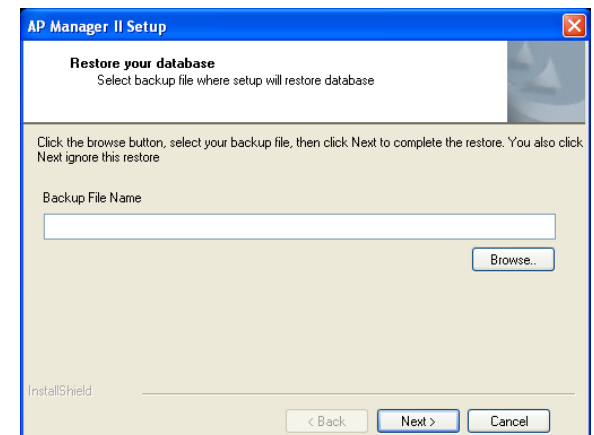 AP Manager II Setup
Restore your database
Select backup file where setup will restore database
Click the browse button, select your backup file, then click Next to complete the restore. You also click
Next ignore this restore
Backup File Name
Browse..
InstallShield
< Back Next > Cancel